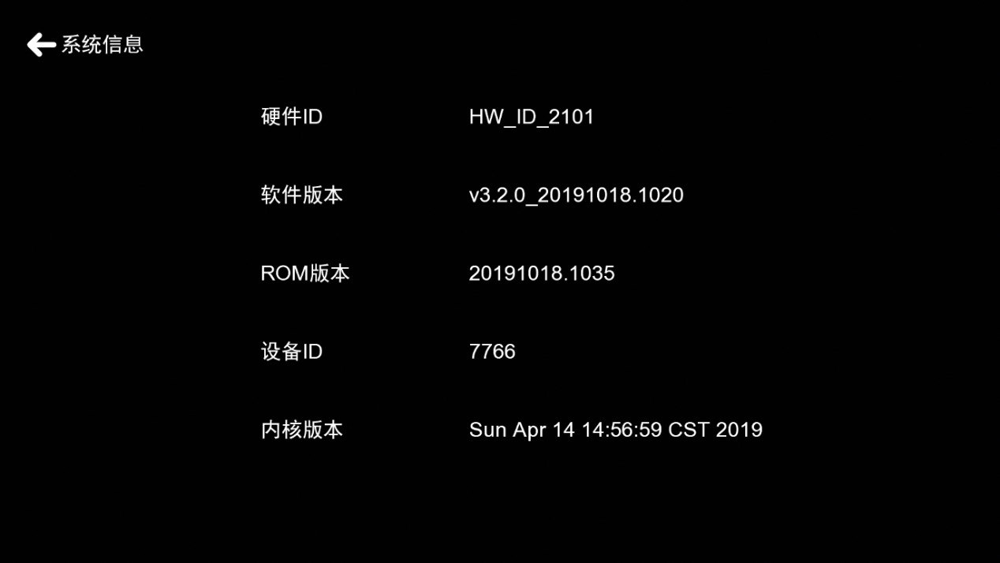 系统信息
硬件ID HW_ID_2101
软件版本 v3.2.0_20191018.1020
ROM版本 20191018.1035
设备ID 7766
内核版本 Sun Apr 14 14:56:59 CST 2019